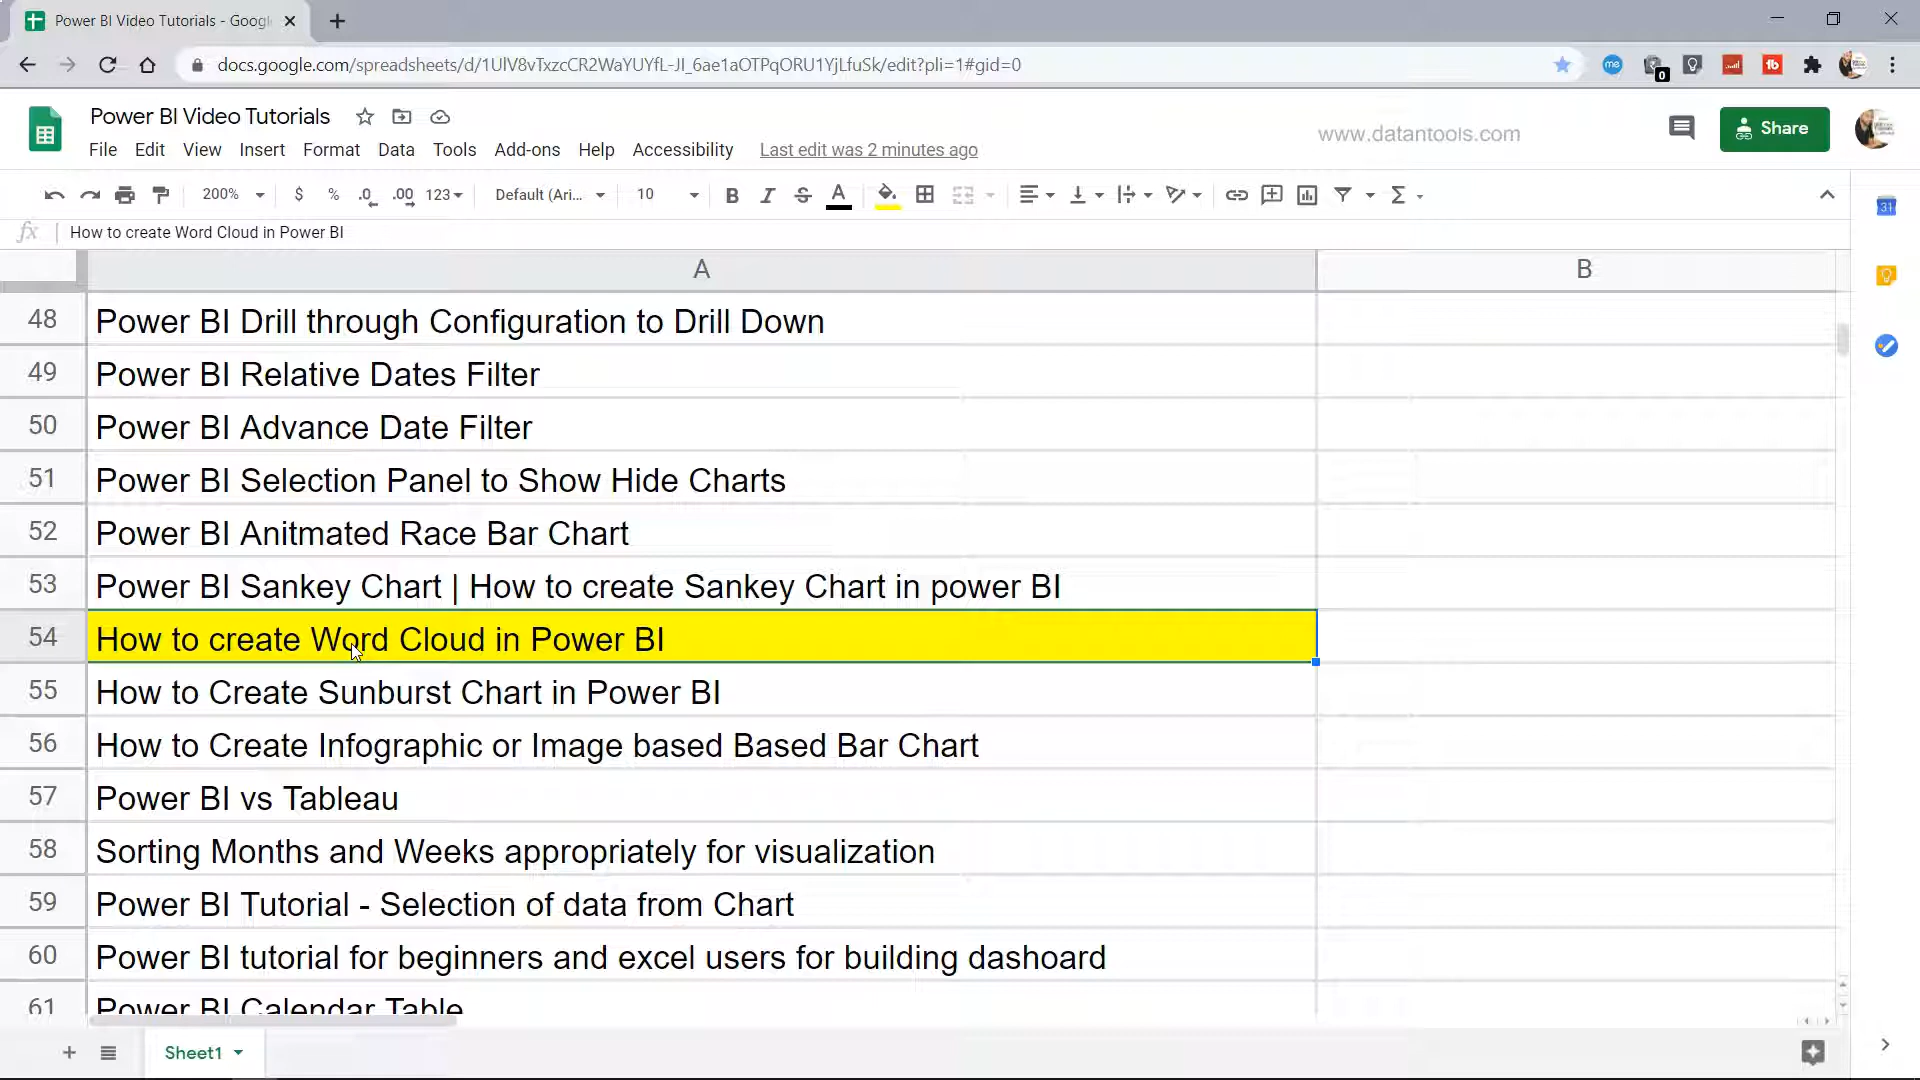 Power BI Video Tutorials - Googl
docs.google.com/spreadsheets/d/1UlV8vTxzcCR2WaYUYfL-JI_6ae1aOTPqORU1YjLfuSk/edit?pli=1#gid=0
Power BI Video Tutorials
www.datantools.com
Share
File Edit View Insert Format Data Tools Add-ons Help Accessibility Last edit was 2 minutes ago
200% $ % .0 .00 123 Default (Ari... 10 B I S A
fx How to create Word Cloud in Power BI
A B
48 Power BI Drill through Configuration to Drill Down
49 Power BI Relative Dates Filter
50 Power BI Advance Date Filter
51 Power BI Selection Panel to Show Hide Charts
52 Power BI Anitmated Race Bar Chart
53 Power BI Sankey Chart | How to create Sankey Chart in power BI
54 How to create Word Cloud in Power BI
55 How to Create Sunburst Chart in Power BI
56 How to Create Infographic or Image based Based Bar Chart
57 Power BI vs Tableau
58 Sorting Months and Weeks appropriately for visualization
59 Power BI Tutorial - Selection of data from Chart
60 Power BI tutorial for beginners and excel users for building dashoard
61 Power BI Calendar Table
Sheet1